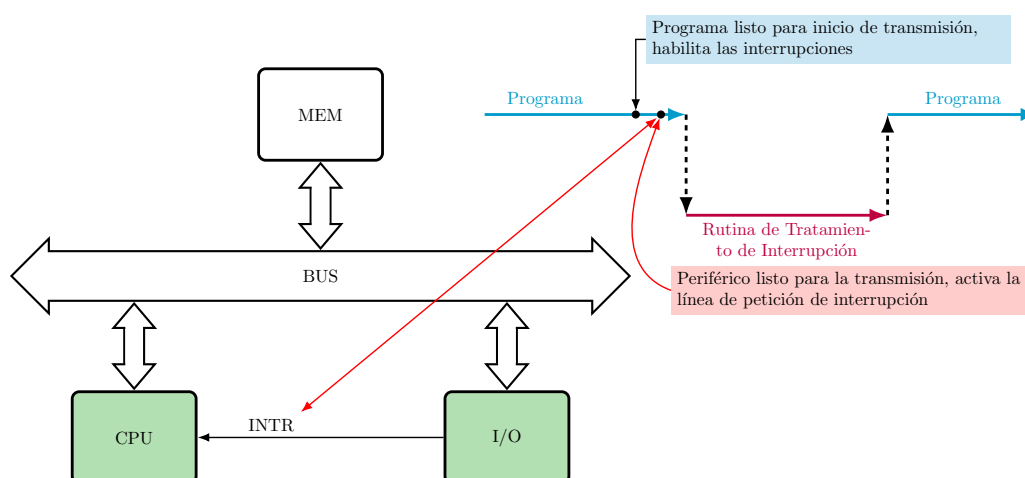 Programa listo para inicio de transmisión,
habilita las interrupciones
Programa
Programa
MEM
Rutina de Tratamien-
to de Interrupción
BUS
Periférico listo para la transmisión, activa la
línea de petición de interrupción
INTR
CPU
I/O